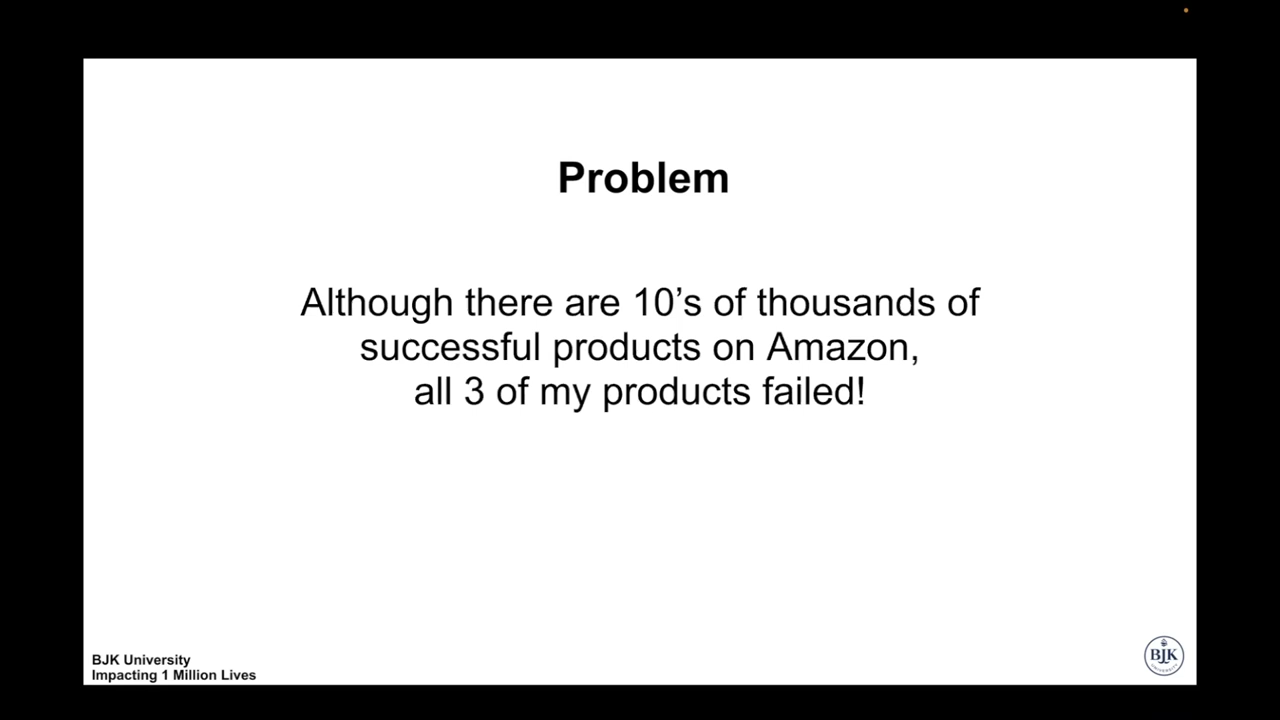 Problem
Although there are 10’s of thousands of
successful products on Amazon,
all 3 of my products failed!
BJK University
Impacting 1 Million Lives
BJK
UNIVERSITY